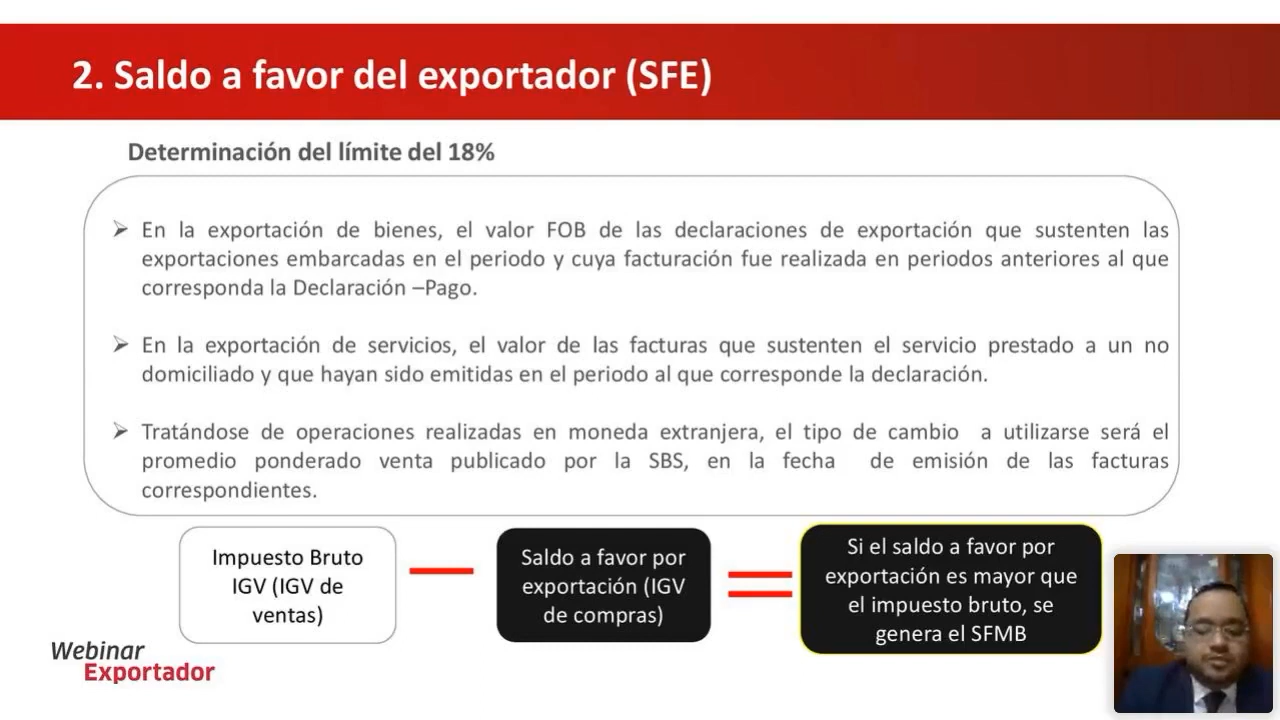 2. Saldo a favor del exportador (SFE)
Determinación del límite del 18%
➢ En la exportación de bienes, el valor FOB de las declaraciones de exportación que sustenten las
exportaciones embarcadas en el periodo y cuya facturación fue realizada en periodos anteriores al que
corresponda la Declaración –Pago.
➢ En la exportación de servicios, el valor de las facturas que sustenten el servicio prestado a un no
domiciliado y que hayan sido emitidas en el periodo al que corresponde la declaración.
➢ Tratándose de operaciones realizadas en moneda extranjera, el tipo de cambio a utilizarse será el
promedio ponderado venta publicado por la SBS, en la fecha de emisión de las facturas
correspondientes.
Impuesto Bruto
IGV (IGV de
ventas)
Saldo a favor por
exportación (IGV
de compras)
Si el saldo a favor por
exportación es mayor que
el impuesto bruto, se
genera el SFMB
Webinar
Exportador